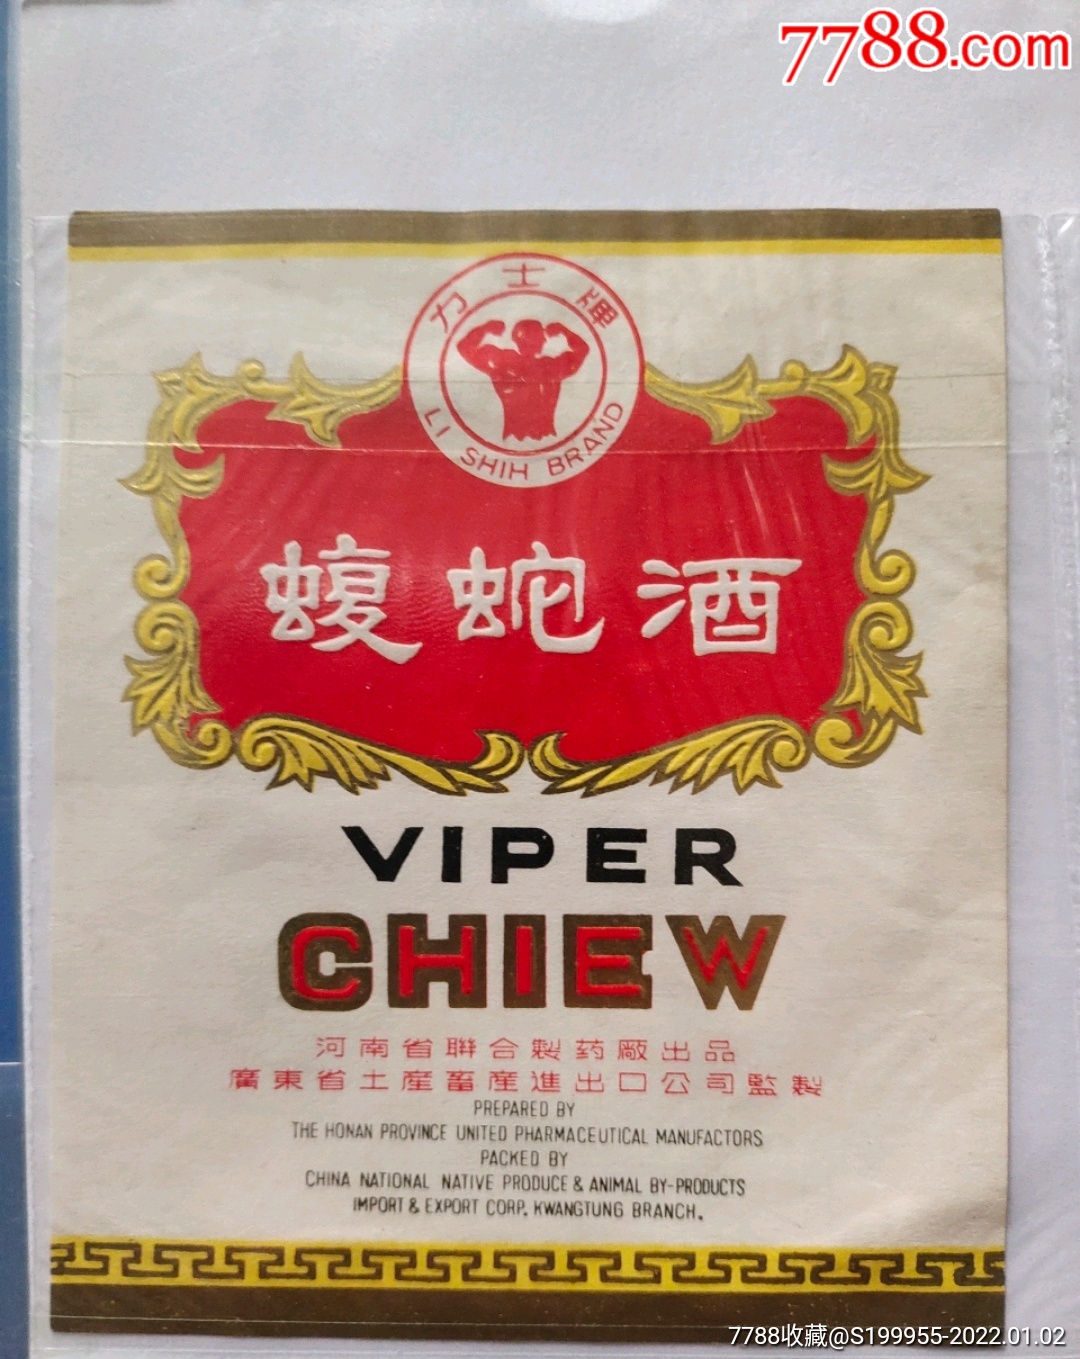 7788.com
力士牌
LI SHIH BRAND
蝮蛇酒
VIPER
CHIEW
河南省聯合製药廠出品
廣東省土産畜産進出口公司監製
PREPARED BY
THE HONAN PROVINCE UNITED PHARMACEUTICAL MANUFACTORS
PACKED BY
CHINA NATIONAL NATIVE PRODUCE & ANIMAL BY-PRODUCTS
IMPORT & EXPORT CORP. KWANGTUNG BRANCH.
7788收藏@S199955-2022.01.02